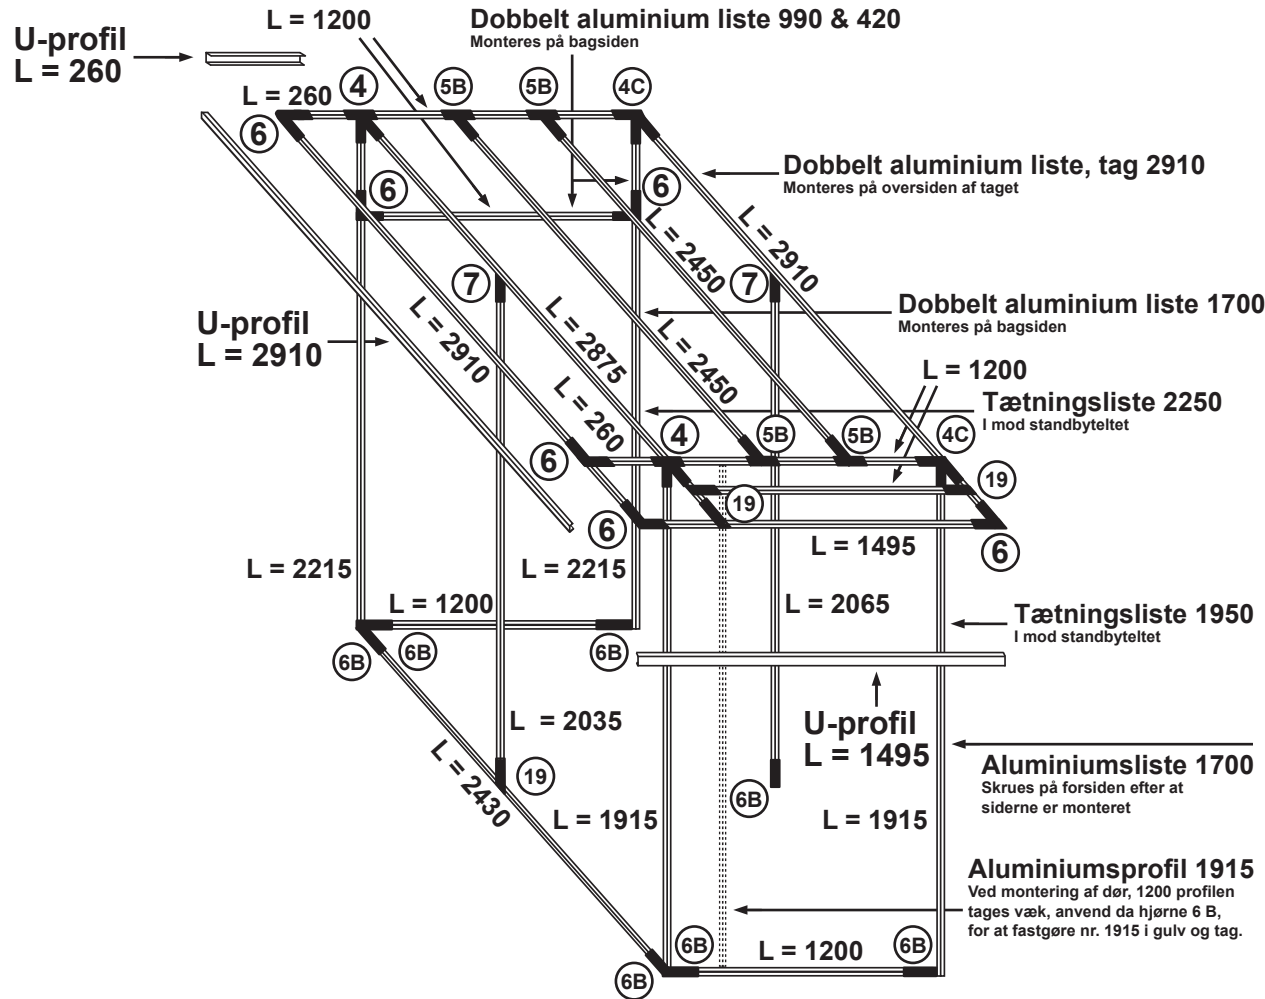 U-profil
L = 260
L = 1200
Dobbelt aluminium liste 990 & 420
Monteres på bagsiden
L = 260
4
5B
5B
4C
6
6
6
Dobbelt aluminium liste, tag 2910
Monteres på oversiden af taget
L = 2450
L = 2910
7
7
Dobbelt aluminium liste 1700
Monteres på bagsiden
U-profil
L = 2910
L = 2910
L = 2875
L = 2450
L = 1200
L = 260
Tætningsliste 2250
I mod standbyteltet
4
5B
5B
4C
6
19
19
6
6
L = 1495
L = 2215
L = 2215
L = 1200
L = 2065
Tætningsliste 1950
I mod standbyteltet
6B
6B
6B
L = 2035
U-profil
L = 1495
L = 2430
19
6B
Aluminiumsliste 1700
Skrues på forsiden efter at
siderne er monteret
L = 1915
L = 1915
Aluminiumsprofil 1915
Ved montering af dør, 1200 profilen
tages væk, anvend da hjørne 6 B,
for at fastgøre nr. 1915 i gulv og tag.
6B
L = 1200
6B
6B